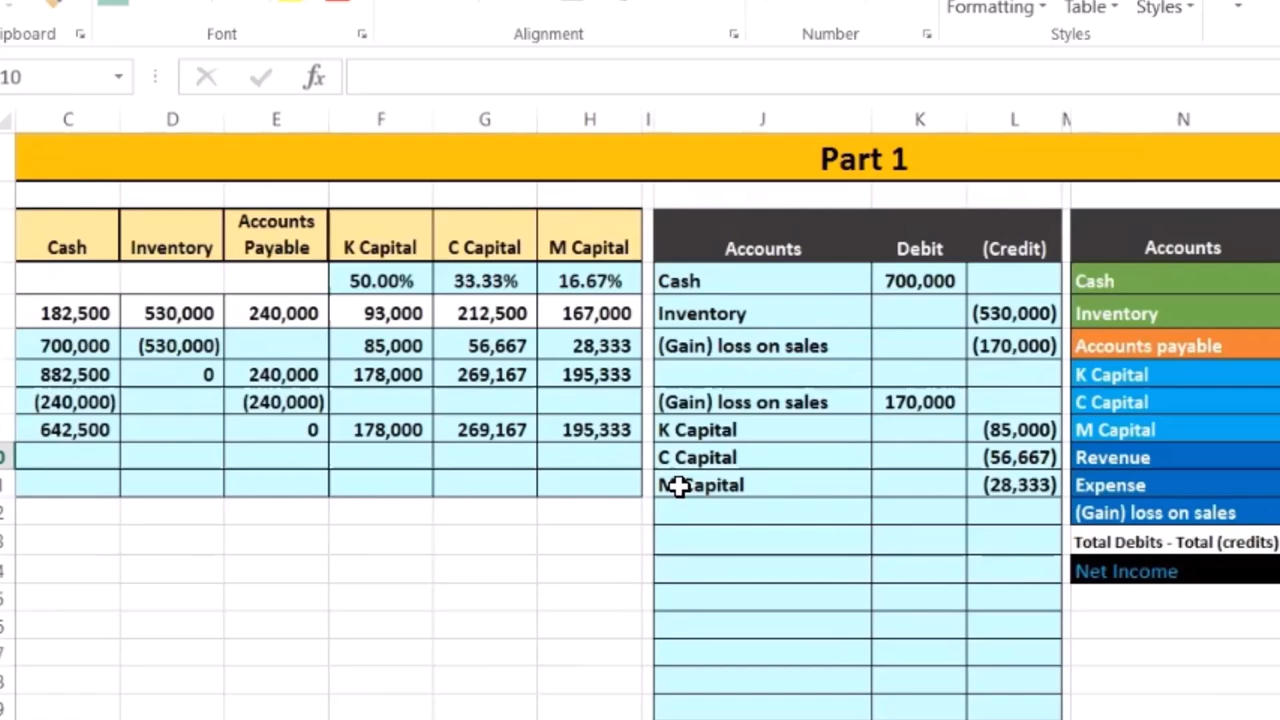 Formatting Table Styles
Font Alignment Number Styles
10 fx
C D E F G H I J K L N
Part 1
Cash Inventory Accounts Payable K Capital C Capital M Capital Accounts Debit (Credit) Accounts
50.00% 33.33% 16.67% Cash 700,000 Cash
182,500 530,000 240,000 93,000 212,500 167,000 Inventory (530,000) Inventory
700,000 (530,000) 85,000 56,667 28,333 (Gain) loss on sales (170,000) Accounts payable
882,500 0 240,000 178,000 269,167 195,333 K Capital
(240,000) (240,000) (Gain) loss on sales 170,000 C Capital
642,500 0 178,000 269,167 195,333 K Capital (85,000) M Capital
C Capital (56,667) Revenue
M Capital (28,333) Expense
(Gain) loss on sales
Total Debits - Total (credits)
Net Income